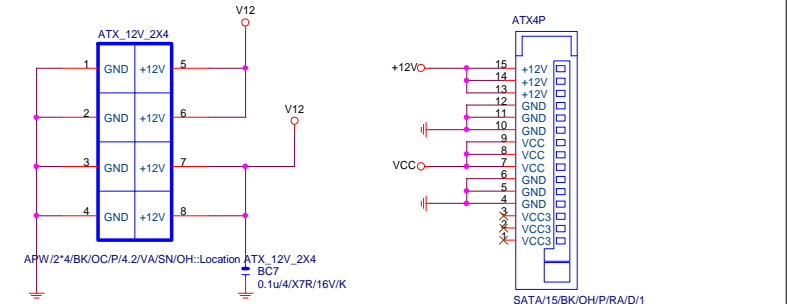 V12
ATX_12V_2X4
1 GND +12V 5
2 GND +12V 6
V12
3 GND +12V 7
4 GND +12V 8
APW/2*4/BK/OC/P/4.2/VA/SN/OH::Location ATX_12V_2X4
BC7
0.1u/4/X7R/16V/K
ATX4P
+12V 15 +12V
14 +12V
13 +12V
12 GND
11 GND
10 GND
9 VCC
8 VCC
VCC 7 VCC
6 GND
5 GND
4 GND
3 VCC3
2 VCC3
1 VCC3
SATA/15/BK/OH/P/RA/D/1